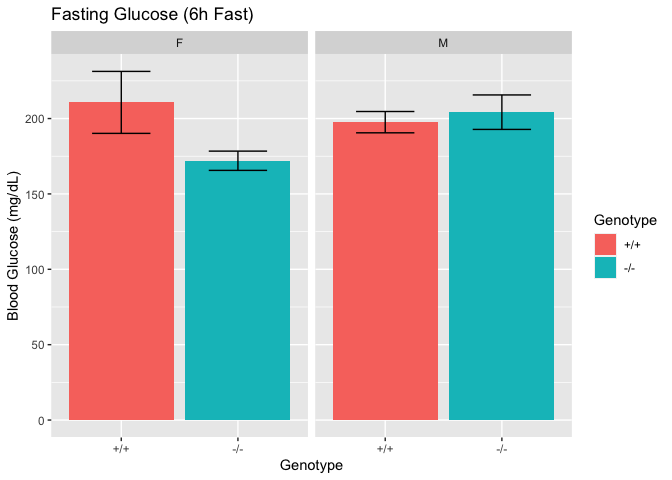 Fasting Glucose (6h Fast)
F
M
Blood Glucose (mg/dL)
200
150
100
50
0
+/+
-/-
+/+
-/-
Genotype
Genotype
+/+
-/-